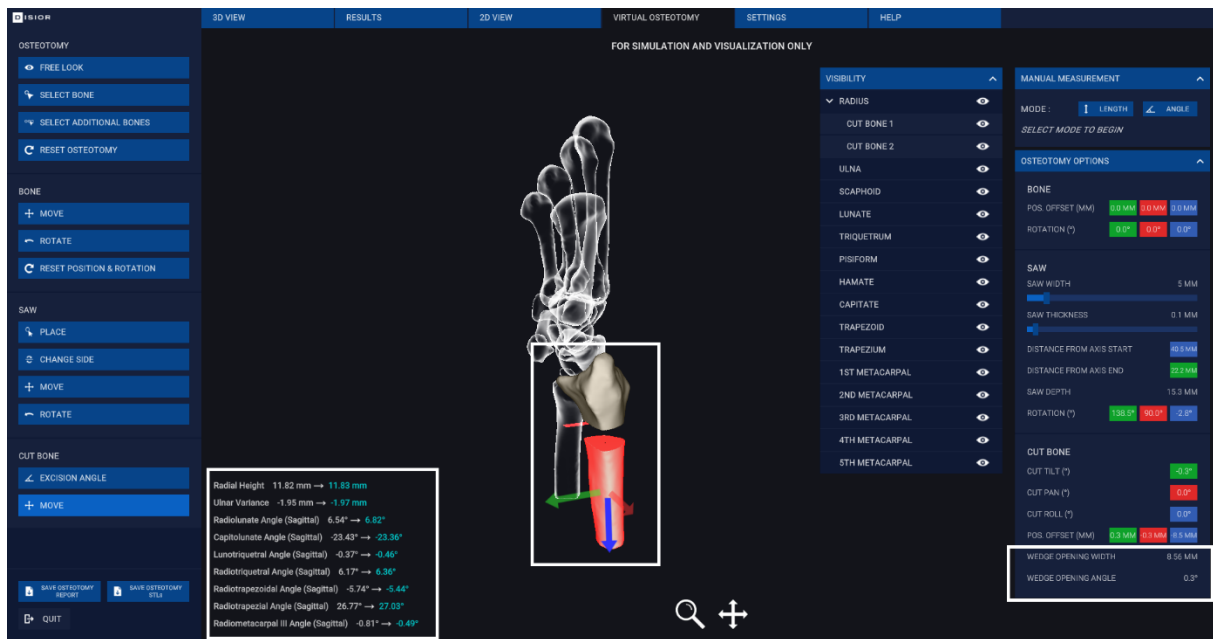 DISIOR
3D VIEW
RESULTS
2D VIEW
VIRTUAL OSTEOTOMY
SETTINGS
HELP
FOR SIMULATION AND VISUALIZATION ONLY
OSTEOTOMY
FREE LOOK
SELECT BONE
SELECT ADDITIONAL BONES
RESET OSTEOTOMY
BONE
MOVE
ROTATE
RESET POSITION & ROTATION
SAW
PLACE
CHANGE SIDE
MOVE
ROTATE
CUT BONE
EXCISION ANGLE
MOVE
SAVE OSTEOTOMY
REPORT
SAVE OSTEOTOMY
STLs
QUIT
Radial Height 11.82 mm → 11.83 mm
Ulnar Variance -1.95 mm → -1.97 mm
Radiolunate Angle (Sagittal) 6.54° → 6.82°
Capitolunate Angle (Sagittal) -23.43° → -23.36°
Lunotriquetral Angle (Sagittal) -0.37° → -0.46°
Radiotriquetral Angle (Sagittal) 6.17° → 6.36°
Radiotrapezoidal Angle (Sagittal) -5.74° → -5.44°
Radiotrapezial Angle (Sagittal) 26.77° → 27.03°
Radiometacarpal III Angle (Sagittal) -0.81° → -0.49°
VISIBILITY
RADIUS
CUT BONE 1
CUT BONE 2
ULNA
SCAPHOID
LUNATE
TRIQUETRUM
PISIFORM
HAMATE
CAPITATE
TRAPEZOID
TRAPEZIUM
1ST METACARPAL
2ND METACARPAL
3RD METACARPAL
4TH METACARPAL
5TH METACARPAL
MANUAL MEASUREMENT
MODE : LENGTH ANGLE
SELECT MODE TO BEGIN
OSTEOTOMY OPTIONS
BONE
POS. OFFSET (MM) 0.0 MM 0.0 MM 0.0 MM
ROTATION (°) 0.0° 0.0° 0.0°
SAW
SAW WIDTH 5 MM
SAW THICKNESS 0.1 MM
DISTANCE FROM AXIS START 40.5 MM
DISTANCE FROM AXIS END 22.2 MM
SAW DEPTH 15.3 MM
ROTATION (°) 138.5° 90.0° -2.8°
CUT BONE
CUT TILT (°) -0.3°
CUT PAN (°) 0.0°
CUT ROLL (°) 0.0°
POS. OFFSET (MM) 0.3 MM -0.3 MM -8.5 MM
WEDGE OPENING WIDTH 8.56 MM
WEDGE OPENING ANGLE 0.3°